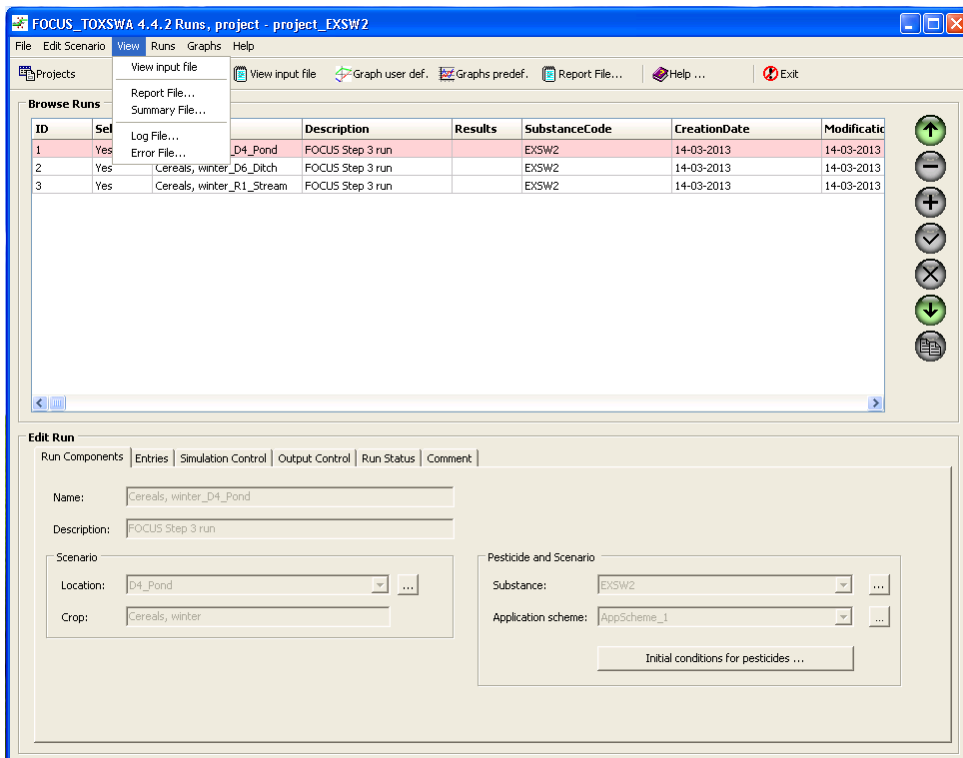 FOCUS_TOXSWA 4.4.2 Runs, project - project_EXSW2
File Edit Scenario View Runs Graphs Help
Projects View input file Graph user def. Graphs predef. Report File... Help ... Exit
View input file
Report File...
Summary File...
Log File...
Error File...
Browse Runs
ID Sel Description Results SubstanceCode CreationDate Modificatio
1 Yes _D4_Pond FOCUS Step 3 run EXSW2 14-03-2013 14-03-2013
2 Yes Cereals, winter_D6_Ditch FOCUS Step 3 run EXSW2 14-03-2013 14-03-2013
3 Yes Cereals, winter_R1_Stream FOCUS Step 3 run EXSW2 14-03-2013 14-03-2013
Edit Run
Run Components Entries Simulation Control Output Control Run Status Comment
Name: Cereals, winter_D4_Pond
Description: FOCUS Step 3 run
Scenario
Location: D4_Pond ...
Crop: Cereals, winter
Pesticide and Scenario
Substance: EXSW2 ...
Application scheme: AppScheme_1 ...
Initial conditions for pesticides ...